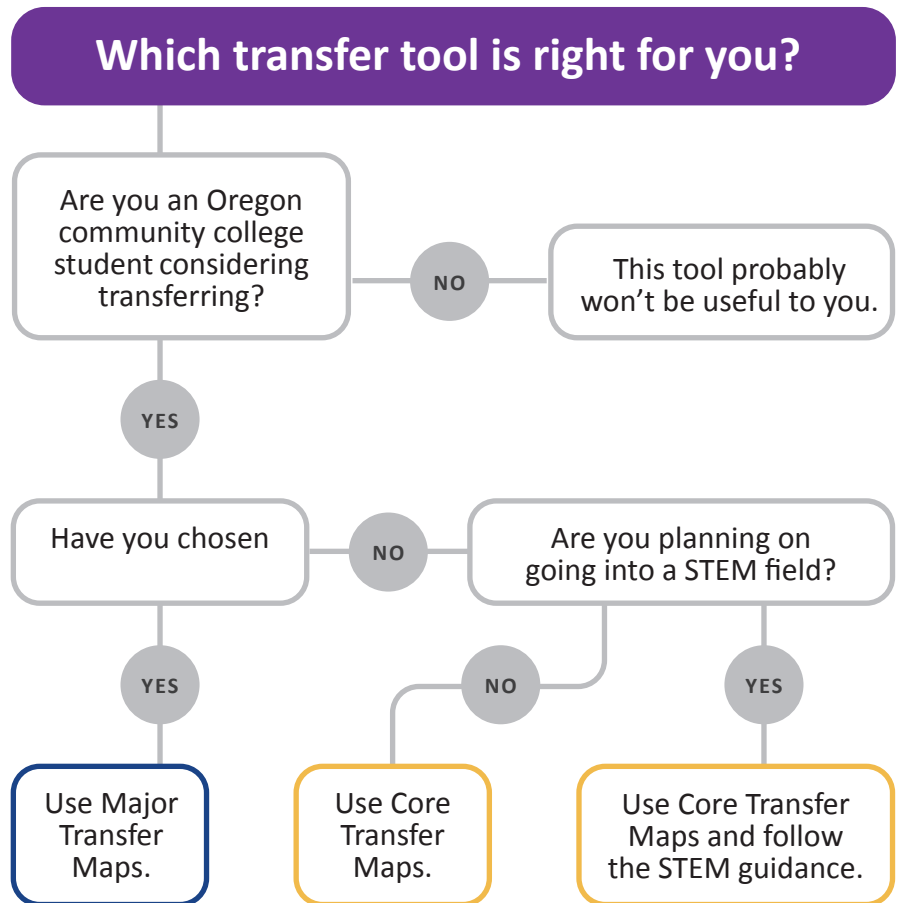 Which transfer tool is right for you?
Are you an Oregon
community college
student considering
transferring?
NO
This tool probably
won’t be useful to you.
YES
Have you chosen
NO
Are you planning on
going into a STEM field?
YES
NO
YES
Use Major
Transfer
Maps.
Use Core
Transfer
Maps.
Use Core Transfer
Maps and follow
the STEM guidance.